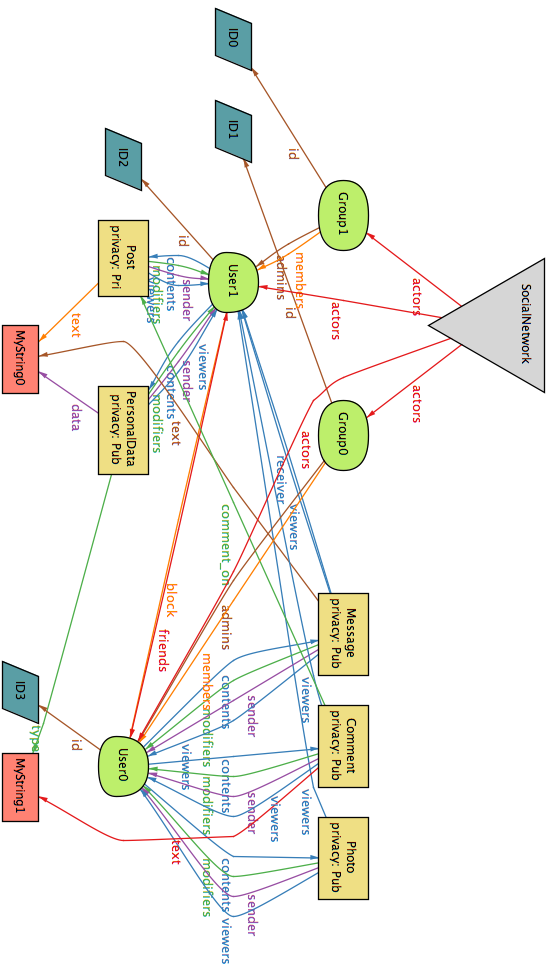 SocialNetwork
actors
actors
Group1
Group0
Message
privacy: Pub
Comment
privacy: Pub
Photo
privacy: Pub
actors
actors
viewers
viewers
id
members
id
viewers
admins
receiver
viewers
sender
sender
sender
ID0
ID1
User1
comment_on
admins
contents
contents
contents
viewers
viewers
members
modifiers
modifiers
modifiers
id
sender
sender
viewers
contents
contents
text
block
friends
text
modifiers
viewers
modifiers
ID2
Post
privacy: Pri
PersonalData
privacy: Pub
User0
text
data
id
type
MyString0
ID3
MyString1